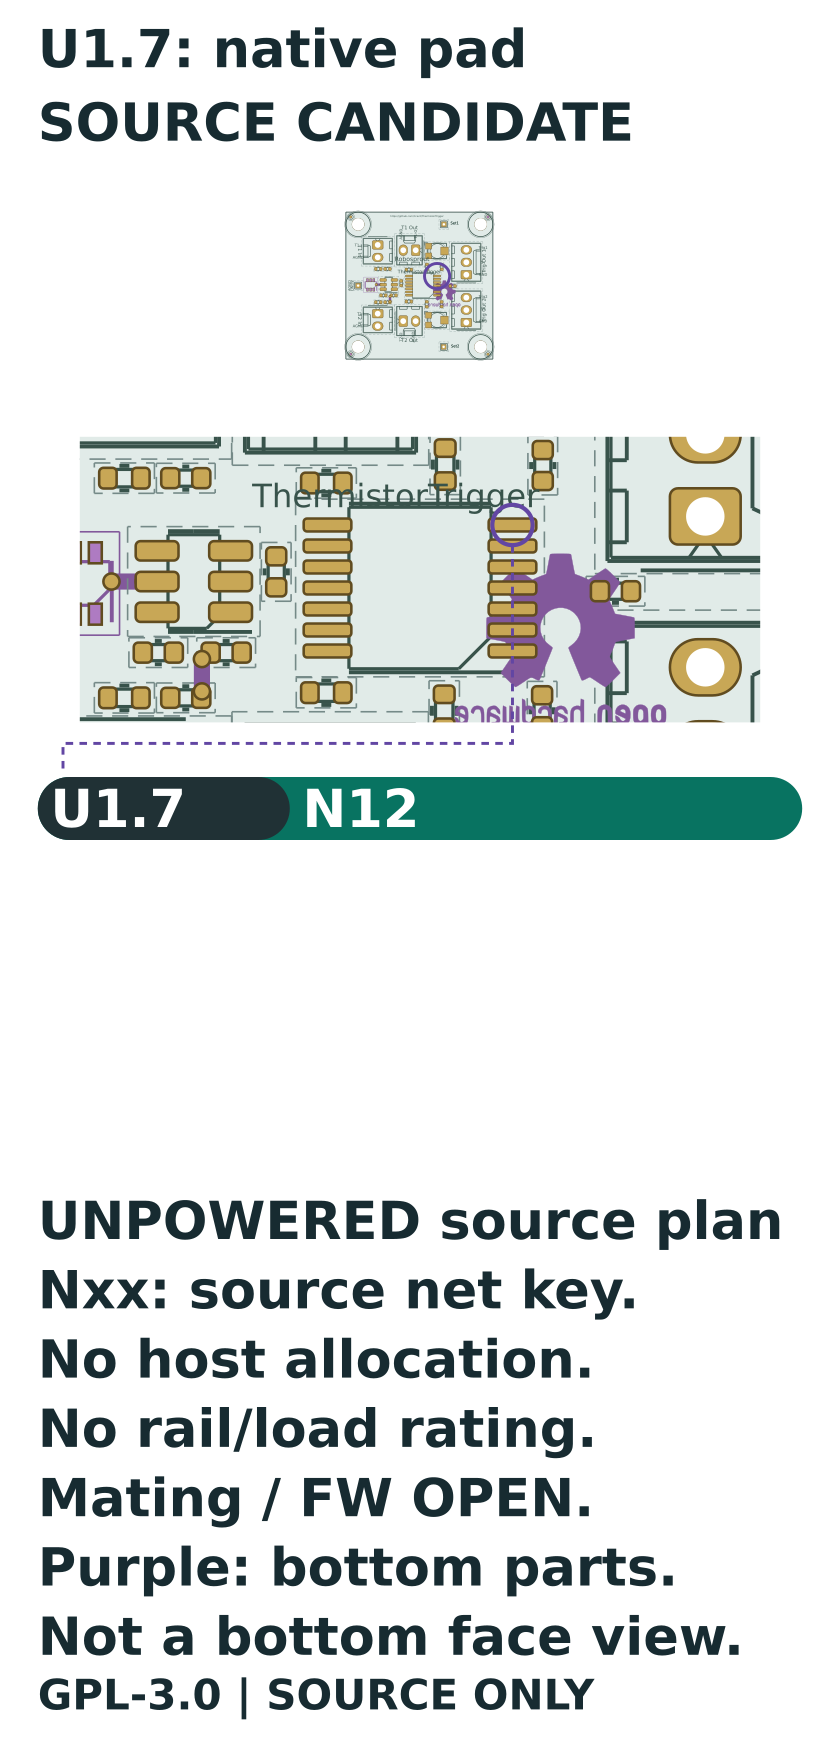 U1.7: native pad
SOURCE CANDIDATE
T1 Out
ThermistorTrigger
open hardware
U1.7 N12
UNPOWERED source plan
Nxx: source net key.
No host allocation.
No rail/load rating.
Mating / FW OPEN.
Purple: bottom parts.
Not a bottom face view.
GPL-3.0 | SOURCE ONLY